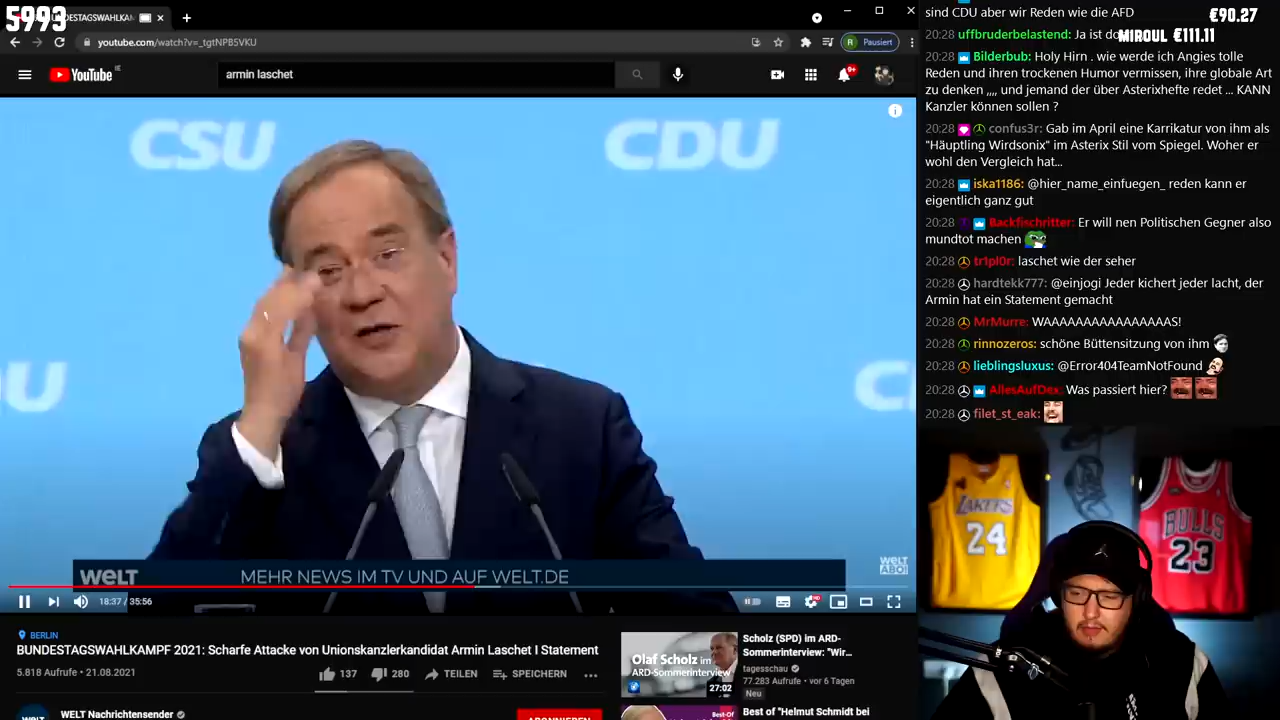 5993
BUNDESTAGSWAHLKAM
youtube.com/watch?v=_tgtNPB5VKU
R
Pausiert
YouTube
IE
armin laschet
9+
CSU
CDU
WELT
MEHR NEWS IM TV UND AUF WELT.DE
WELT
ABO!
18:37 / 35:56
HD
BERLIN
BUNDESTAGSWAHLKAMPF 2021: Scharfe Attacke von Unionskanzlerkandidat Armin Laschet I Statement
5.818 Aufrufe • 21.08.2021
137
280
TEILEN
SPEICHERN
WELT Nachrichtensender
ABONNIEREN
Olaf Scholz im
ARD-Sommerinterview
27:02
Scholz (SPD) im ARD-
Sommerinterview: "Wir…
tagesschau
77.283 Aufrufe • vor 6 Tagen
Neu
Best of "Helmut Schmidt bei
sind CDU aber wir Reden wie die AFD
€90.27
20:28 uffbruderbelastend: Ja ist
MIROUL €111.11
20:28 Bilderbub: Holy Hirn . wie werde ich Angies tolle
Reden und ihren trockenen Humor vermissen, ihre globale Art
zu denken ,,,, und jemand der über Asterixhefte redet ... KANN
Kanzler können sollen ?
20:28 confus3r: Gab im April eine Karrikatur von ihm als
"Häuptling Wirdsonix" im Asterix Stil vom Spiegel. Woher er
wohl den Vergleich hat...
20:28 iska1186: @hier_name_einfuegen_ reden kann er
eigentlich ganz gut
20:28 Backfischritter: Er will nen Politischen Gegner also
mundtot machen
20:28 tr1pl0r: laschet wie der seher
20:28 hardtekk777: @einjogi Jeder kichert jeder lacht, der
Armin hat ein Statement gemacht
20:28 MrMurre: WAAAAAAAAAAAAAAAS!
20:28 rinnozeros: schöne Büttensitzung von ihm
20:28 lieblingsluxus: @Error404TeamNotFound
20:28 AllesAufDex: Was passiert hier?
20:28 filet_st_eak:
LAKERS
24
BULLS
23